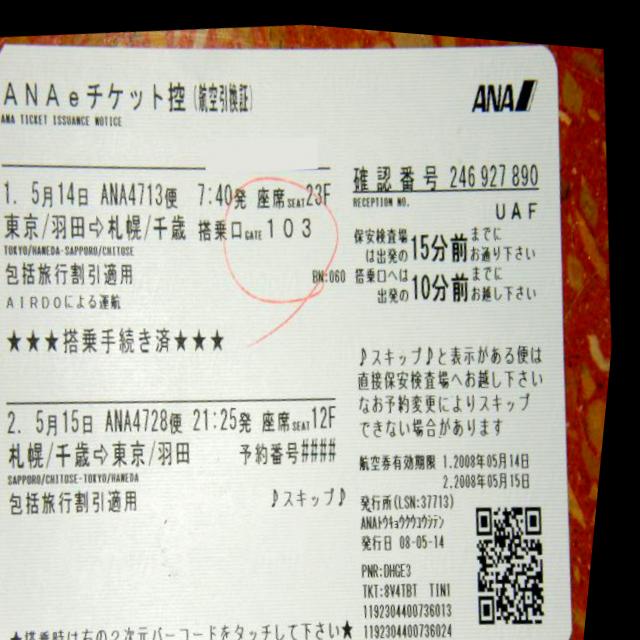 ANAeチケット控(航空引換証)
ANA TICKET ISSUANCE NOTICE
ANA
1. 5月14日 ANA4713便 7:40発 座席SEAT23F
東京/羽田⇨札幌/千歳 搭乗口GATE103
TOKYO/HANEDA-SAPPORO/CHITOSE
包括旅行割引適用 BN:060
AIRDOによる運航
★★★搭乗手続き済★★★
2. 5月15日 ANA4728便 21:25発 座席SEAT12F
札幌/千歳⇨東京/羽田 予約番号####
SAPPORO/CHITOSE-TOKYO/HANEDA
包括旅行割引適用 ♪スキップ♪
★搭乗時は右の2次元バーコードをタッチして下さい★
確認番号 246 927 890
RECEPTION NO.
UAF
保安検査場へは出発の15分前までにお通り下さい
搭乗口へは出発の10分前までにお越し下さい
♪スキップ♪と表示がある便は
直接保安検査場へお越し下さい
なお予約変更によりスキップ
できない場合があります
航空券有効期限 1.2008年05月14日
2.2008年05月15日
発行所(LSN:37713)
ANAトウキョウクウコウシテン
発行日 08-05-14
PNR:DHGE3
TKT:8V4TBT TIN1
1192304400736013
1192304400736024